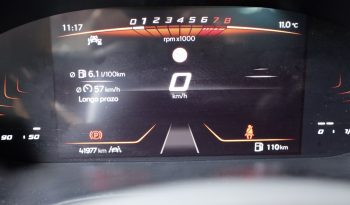 11:17
0 1 2 3 4 5 6 7 8
11.0 °C
rpm x1000
Ø 6.1 l/100km
0
Ø 57 km/h
km/h
Longo prazo
90 50
0
41977 km
110 km